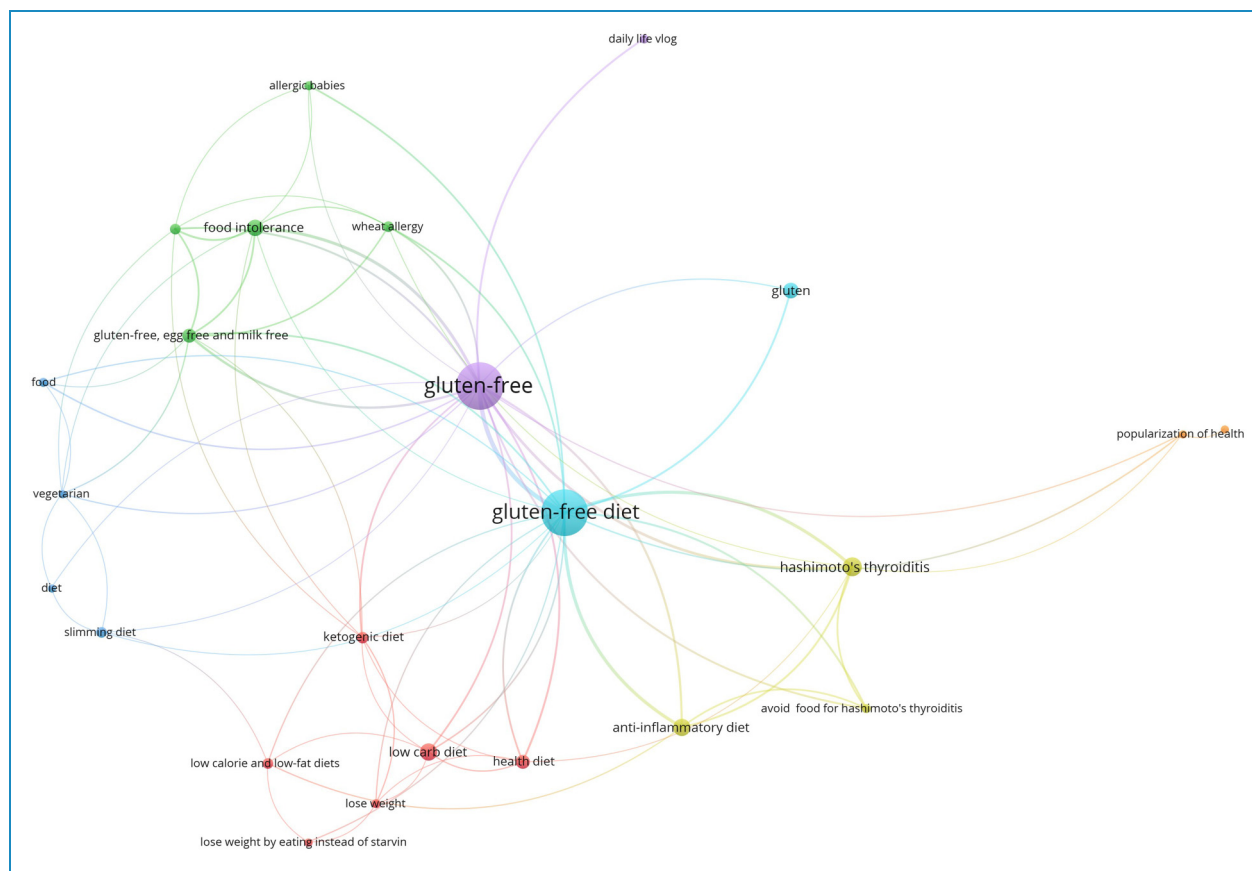 daily life vlog
allergic babies
food intolerance
wheat allergy
gluten
gluten-free, egg free and milk free
food
gluten-free
popularization of health
vegetarian
gluten-free diet
hashimoto's thyroiditis
diet
slimming diet
ketogenic diet
avoid food for hashimoto's thyroiditis
anti-inflammatory diet
low carb diet
health diet
low calorie and low-fat diets
lose weight
lose weight by eating instead of starvin